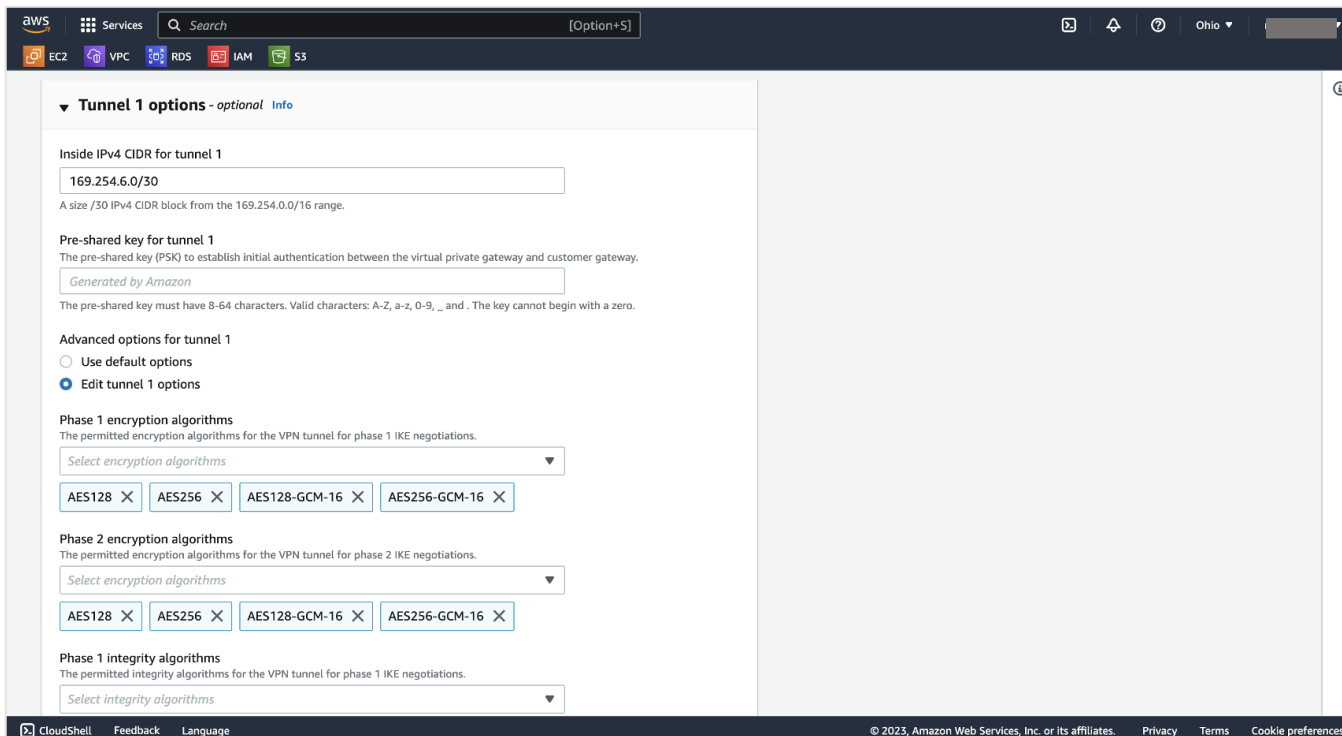 aws Services Search [Option+S] Ohio
EC2 VPC RDS IAM S3
Tunnel 1 options - optional Info
Inside IPv4 CIDR for tunnel 1
169.254.6.0/30
A size /30 IPv4 CIDR block from the 169.254.0.0/16 range.
Pre-shared key for tunnel 1
The pre-shared key (PSK) to establish initial authentication between the virtual private gateway and customer gateway.
Generated by Amazon
The pre-shared key must have 8-64 characters. Valid characters: A-Z, a-z, 0-9, _ and . The key cannot begin with a zero.
Advanced options for tunnel 1
Use default options
Edit tunnel 1 options
Phase 1 encryption algorithms
The permitted encryption algorithms for the VPN tunnel for phase 1 IKE negotiations.
Select encryption algorithms
AES128 AES256 AES128-GCM-16 AES256-GCM-16
Phase 2 encryption algorithms
The permitted encryption algorithms for the VPN tunnel for phase 2 IKE negotiations.
Select encryption algorithms
AES128 AES256 AES128-GCM-16 AES256-GCM-16
Phase 1 integrity algorithms
The permitted integrity algorithms for the VPN tunnel for phase 1 IKE negotiations.
Select integrity algorithms
CloudShell Feedback Language © 2023, Amazon Web Services, Inc. or its affiliates. Privacy Terms Cookie preferences